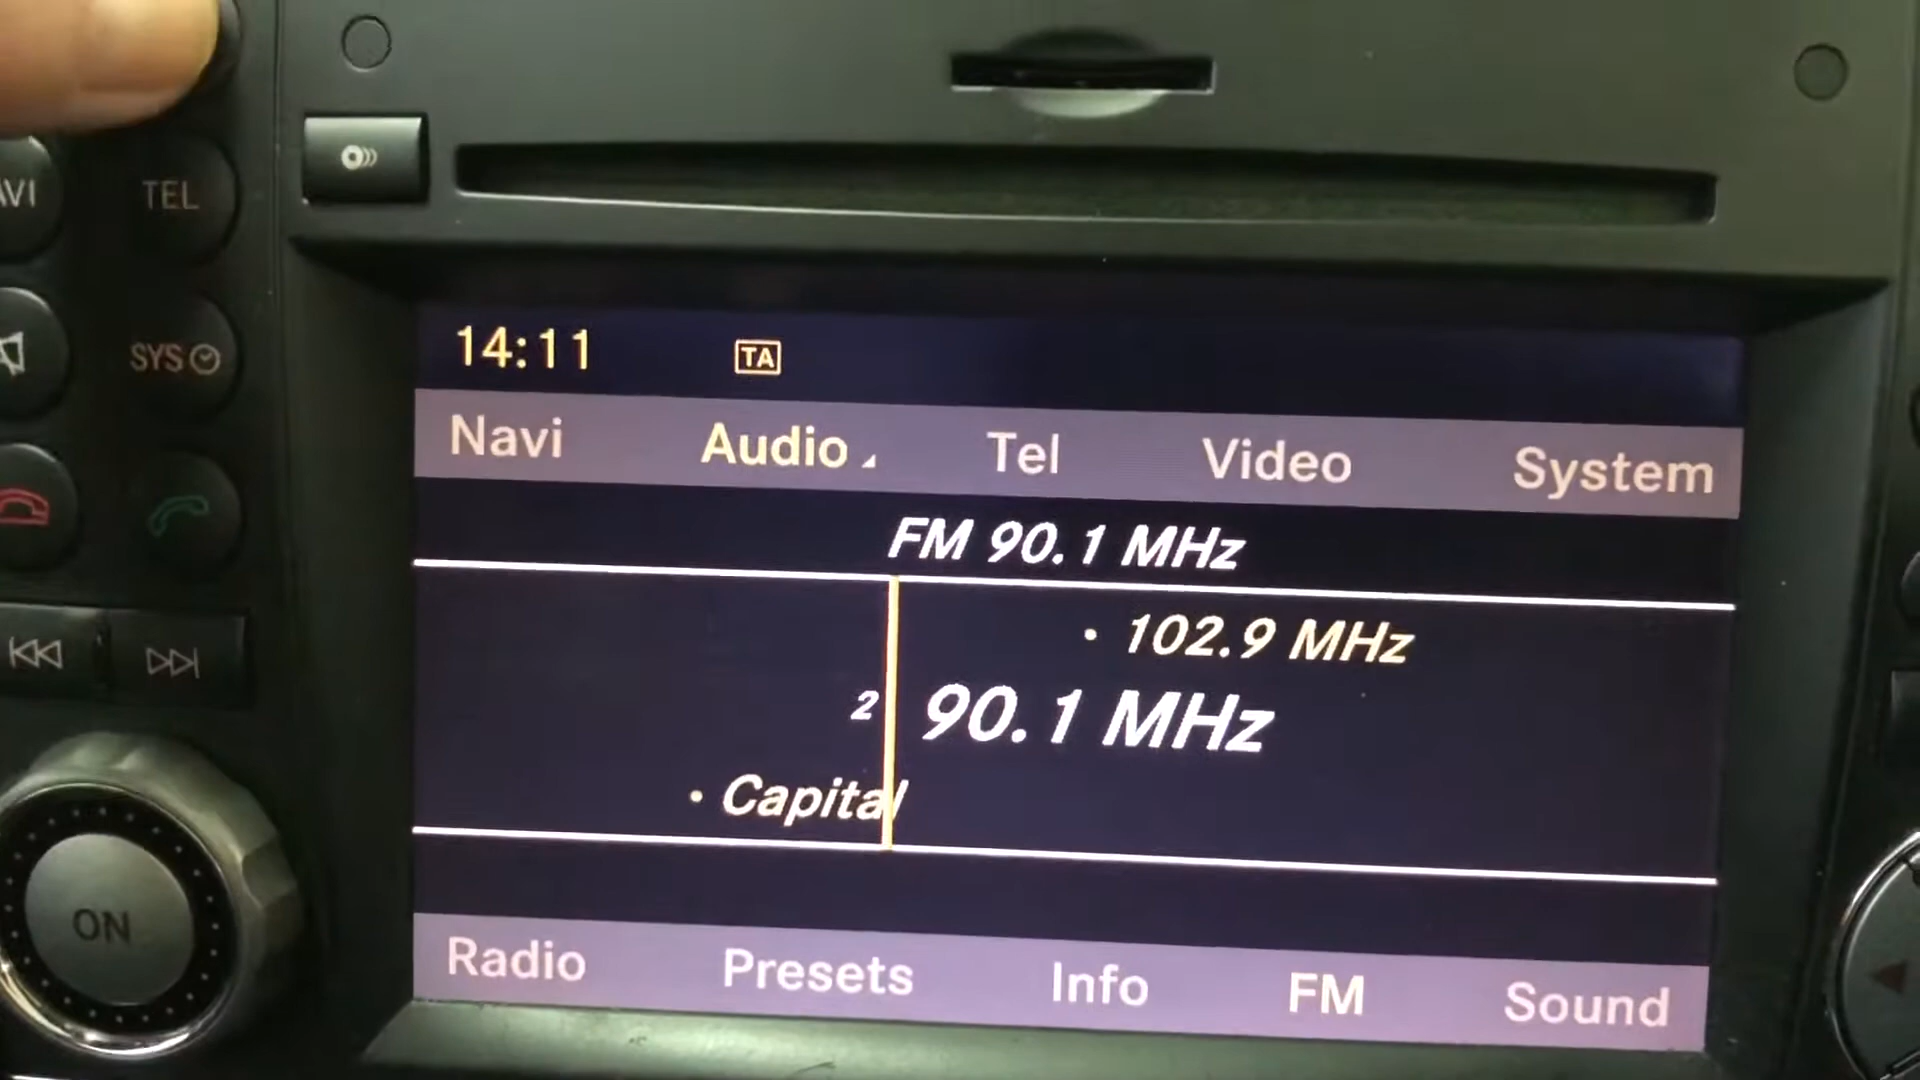 AVI TEL
SYS
14:11 TA
Navi Audio Tel Video System
FM 90.1 MHz
• 102.9 MHz
2 90.1 MHz
• Capital
ON
Radio Presets Info FM Sound